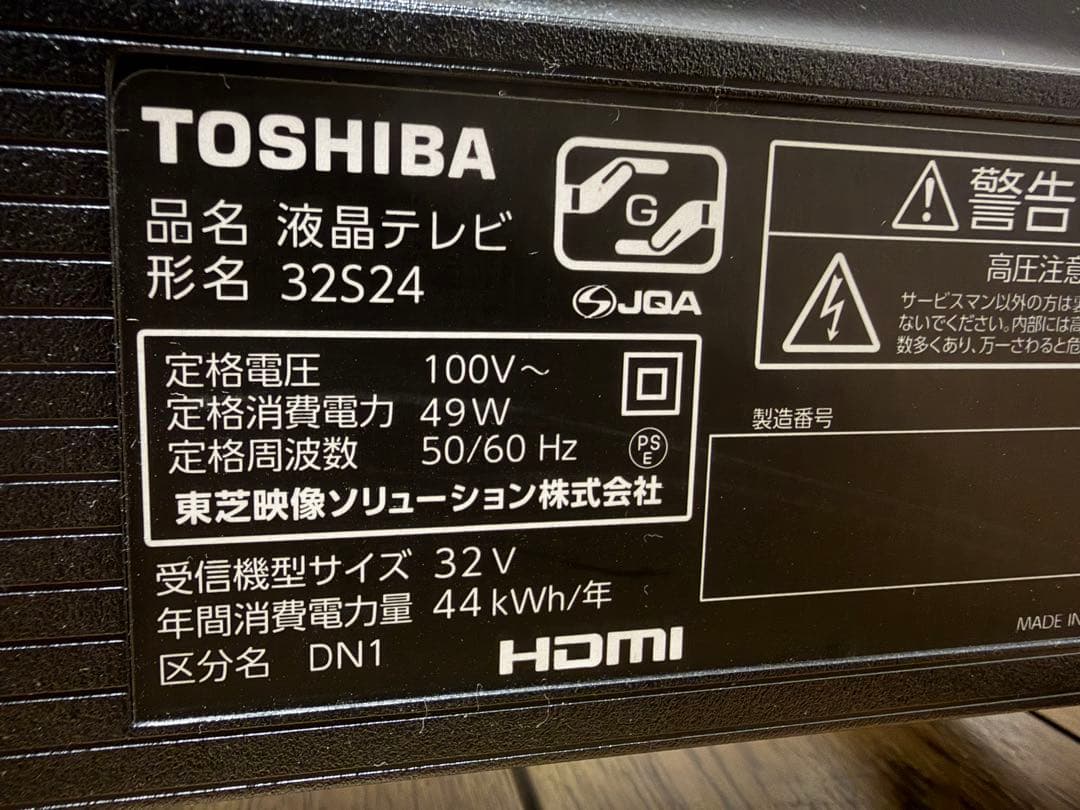 TOSHIBA
品名 液晶テレビ
形名 32S24
G
JQA
定格電圧 100V～
定格消費電力 49W
定格周波数 50/60 Hz
PS
E
東芝映像ソリューション株式会社
受信機型サイズ 32V
年間消費電力量 44kWh/年
区分名 DN1
HDMI
警告
高圧注意
サービスマン以外の方は
ないでください。内部には高
数多くあり、万一さわると危
製造番号
MADE IN